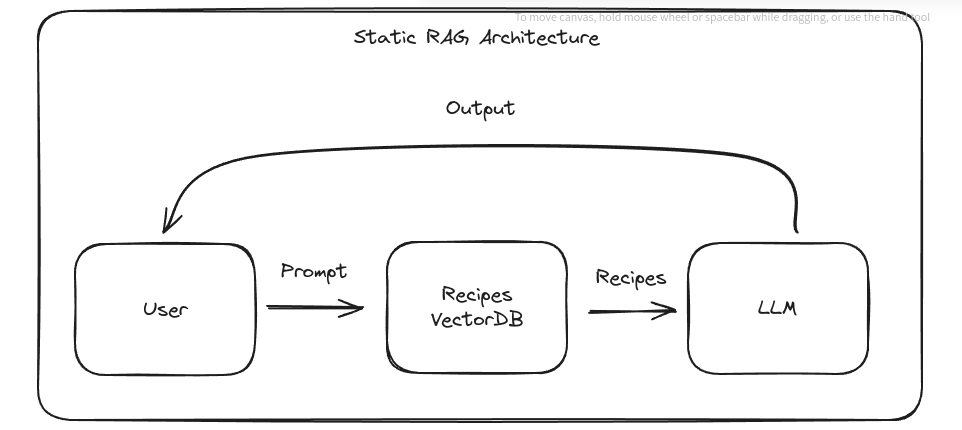 To move canvas, hold mouse wheel or spacebar while dragging, or use the hand tool
Static RAG Architecture
Output
Prompt
Recipes
User
Recipes
VectorDB
LLM